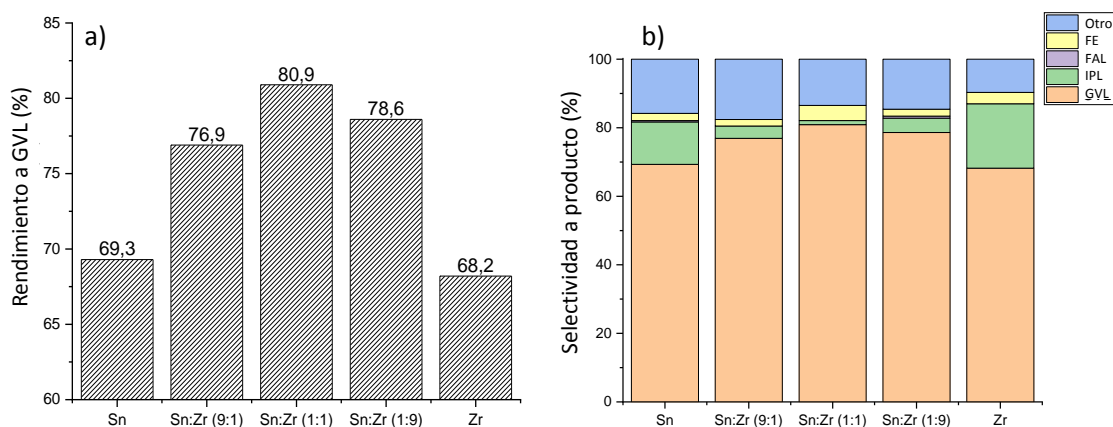 a)
Rendimiento a GVL (%)
85
80
75
70
65
60
69,3
76,9
80,9
78,6
68,2
Sn
Sn:Zr (9:1)
Sn:Zr (1:1)
Sn:Zr (1:9)
Zr
b)
Selectividad a producto (%)
100
80
60
40
20
0
Sn
Sn:Zr (9:1)
Sn:Zr (1:1)
Sn:Zr (1:9)
Zr
Otro
FE
FAL
IPL
GVL